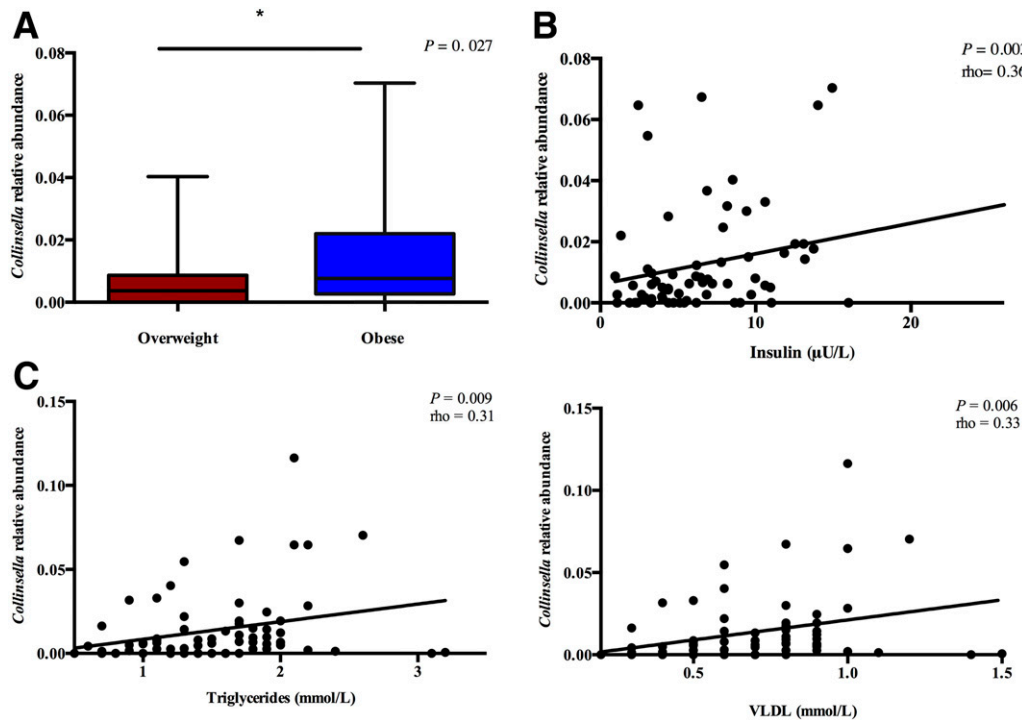 A
*
P = 0. 027
Collinsella relative abundance
0.08
0.06
0.04
0.02
0.00
Overweight
Obese
B
rho= 0.36
Collinsella relative abundance
0.08
0.06
0.04
0.02
0.00
0
10
20
Insulin (µU/L)
C
P = 0.009
rho = 0.31
Collinsella relative abundance
0.15
0.10
0.05
0.00
1
2
3
Triglycerides (mmol/L)
P = 0.006
rho = 0.33
Collinsella relative abundance
0.15
0.10
0.05
0.00
0.5
1.0
1.5
VLDL (mmol/L)